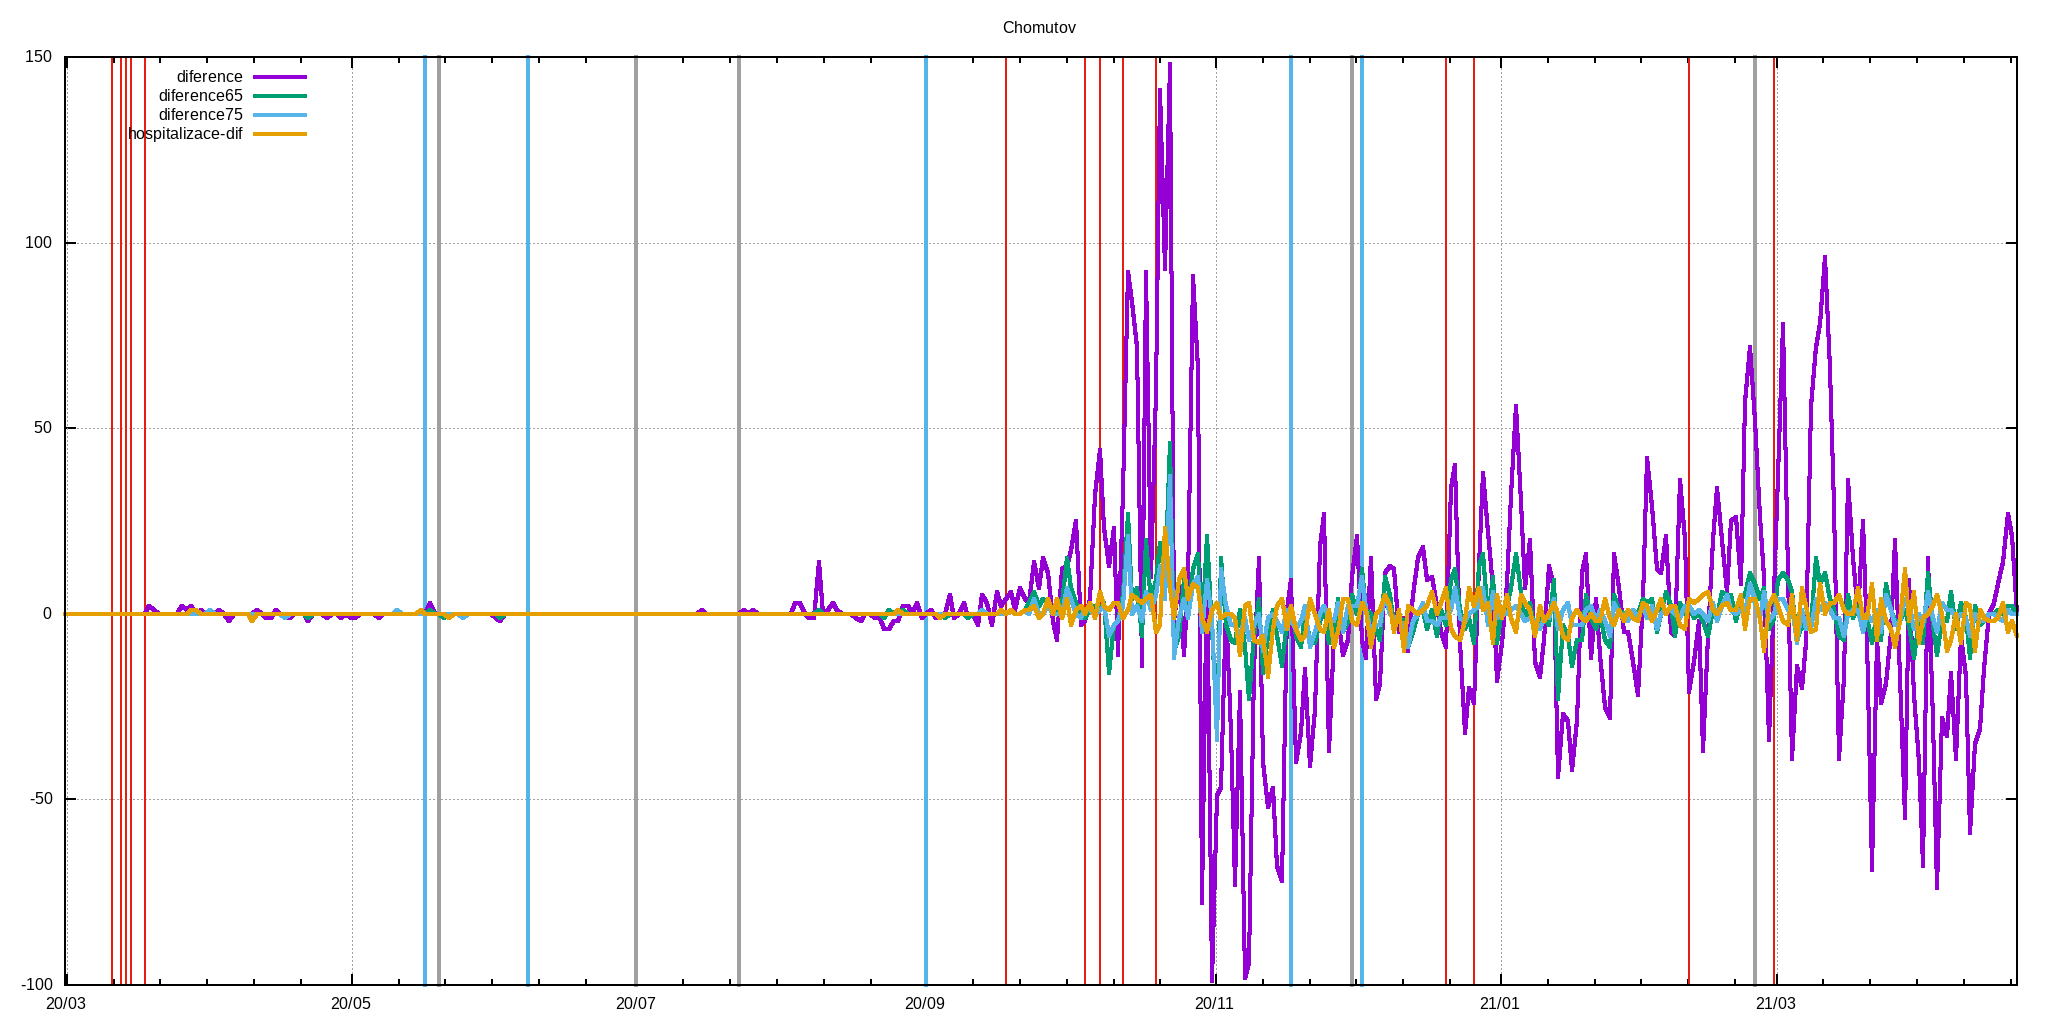 Chomutov
150
diference
diference65
diference75
hospitalizace-dif
100
50
0
-50
-100
20/03 20/05 20/07 20/09 20/11 21/01 21/03